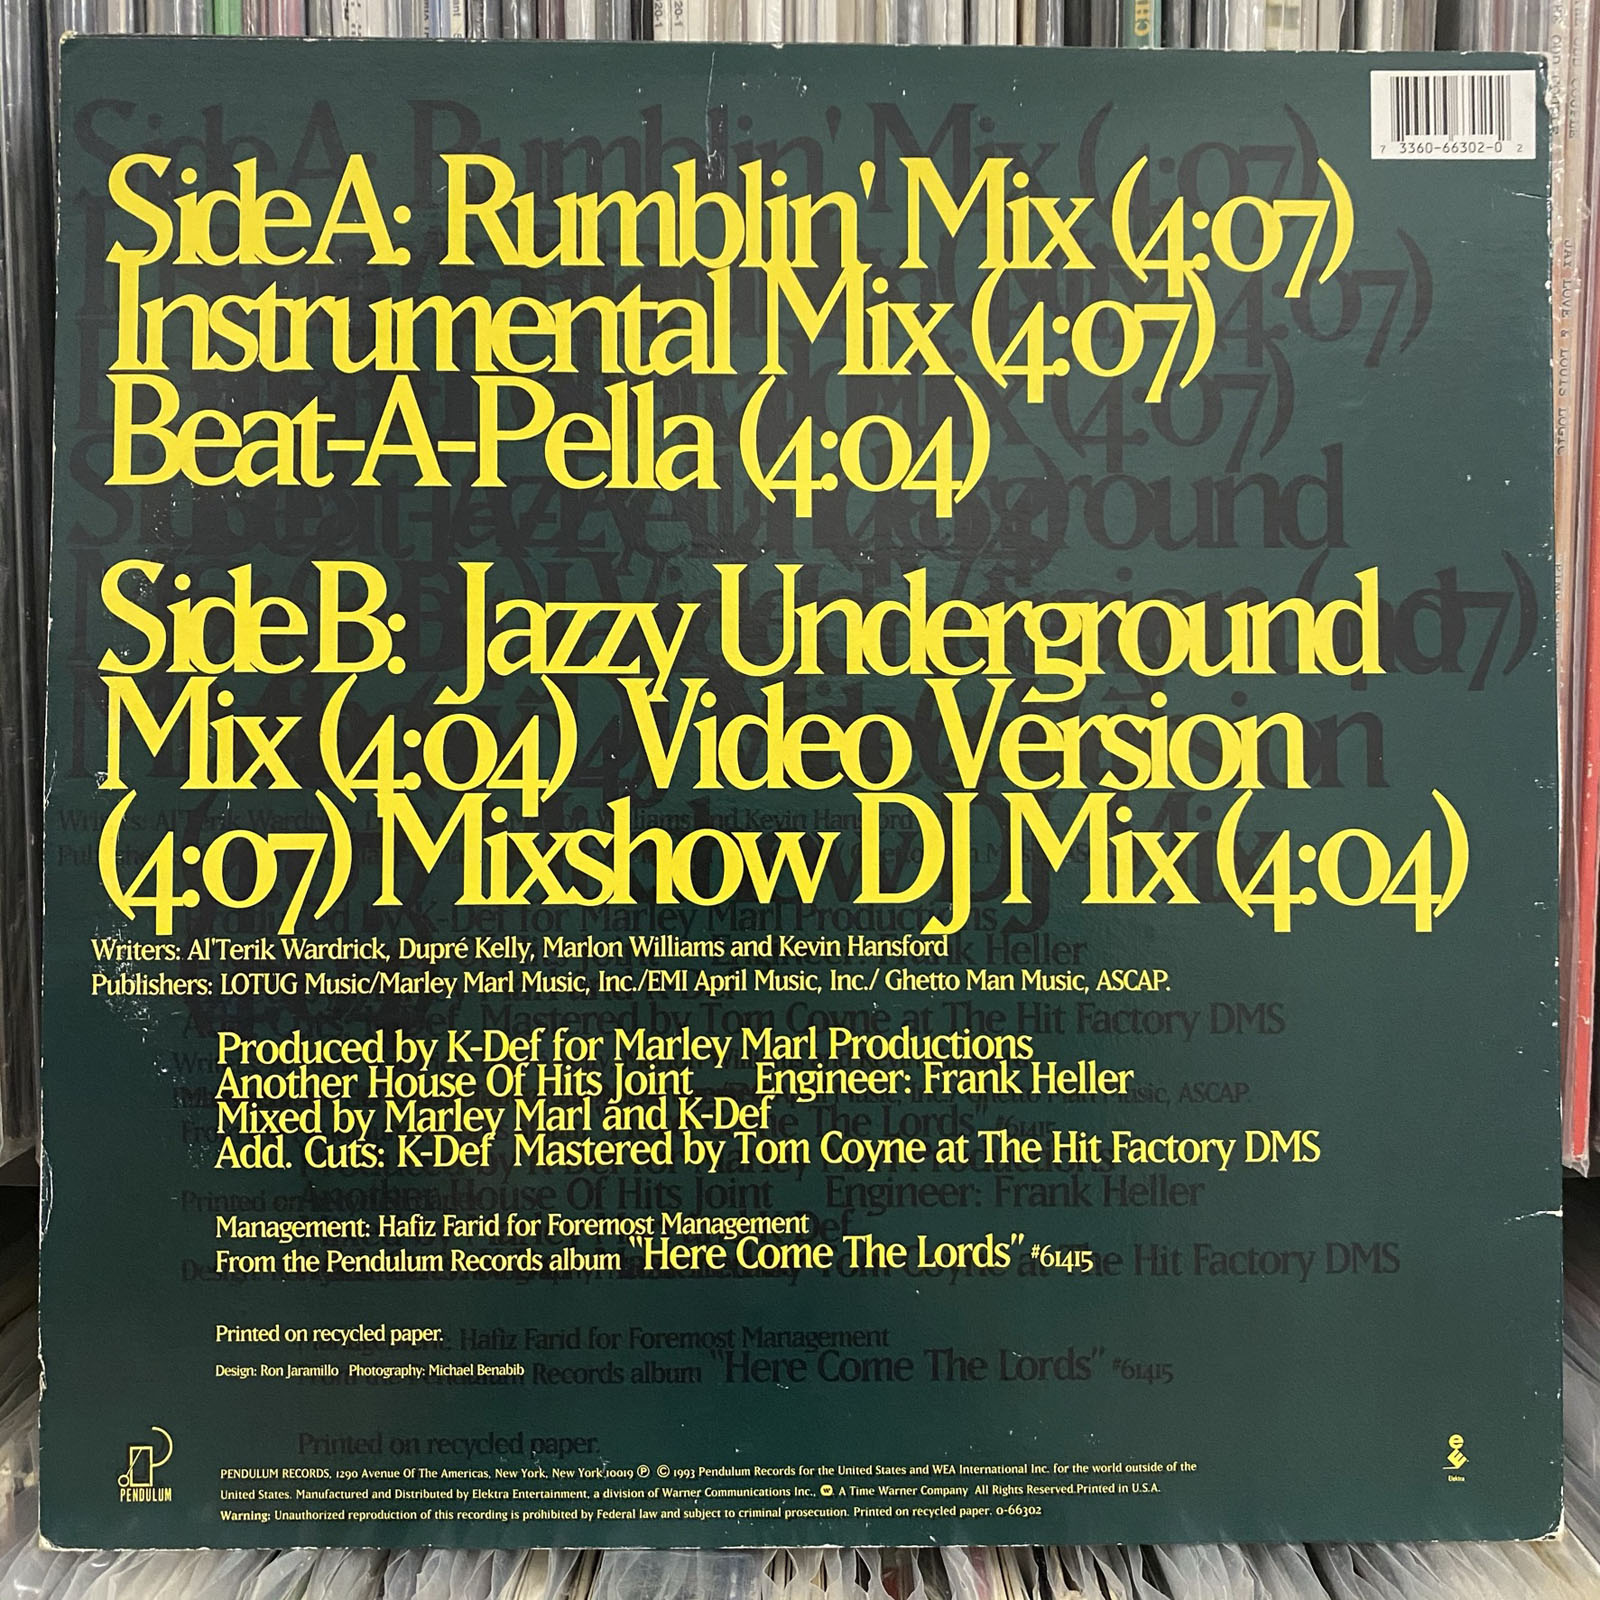 7 3360-66302-0 2
Side A: Rumblin' Mix (4:07)
Instrumental Mix (4:07)
Beat-A-Pella (4:04)
Side B: Jazzy Underground
Mix (4:04) Video Version
(4:07) Mixshow DJ Mix (4:04)
Writers: Al'Terik Wardrick, Dupré Kelly, Marlon Williams and Kevin Hansford
Publishers: LOTUG Music/Marley Marl Music, Inc./EMI April Music, Inc./ Ghetto Man Music, ASCAP.
Produced by K-Def for Marley Marl Productions
Another House Of Hits Joint Engineer: Frank Heller
Mixed by Marley Marl and K-Def
Add. Cuts: K-Def Mastered by Tom Coyne at The Hit Factory DMS
Management: Hafiz Farid for Foremost Management
From the Pendulum Records album "Here Come The Lords" #61415
Printed on recycled paper.
Design: Ron Jaramillo Photography: Michael Benabib
PENDULUM
PENDULUM RECORDS, 1290 Avenue Of The Americas, New York, New York 10019 ℗ © 1993 Pendulum Records for the United States and WEA International Inc. for the world outside of the
United States. Manufactured and Distributed by Elektra Entertainment, a division of Warner Communications Inc., A Time Warner Company All Rights Reserved.Printed in U.S.A.
Warning: Unauthorized reproduction of this recording is prohibited by Federal law and subject to criminal prosecution. Printed on recycled paper. 0-66302
Elektra